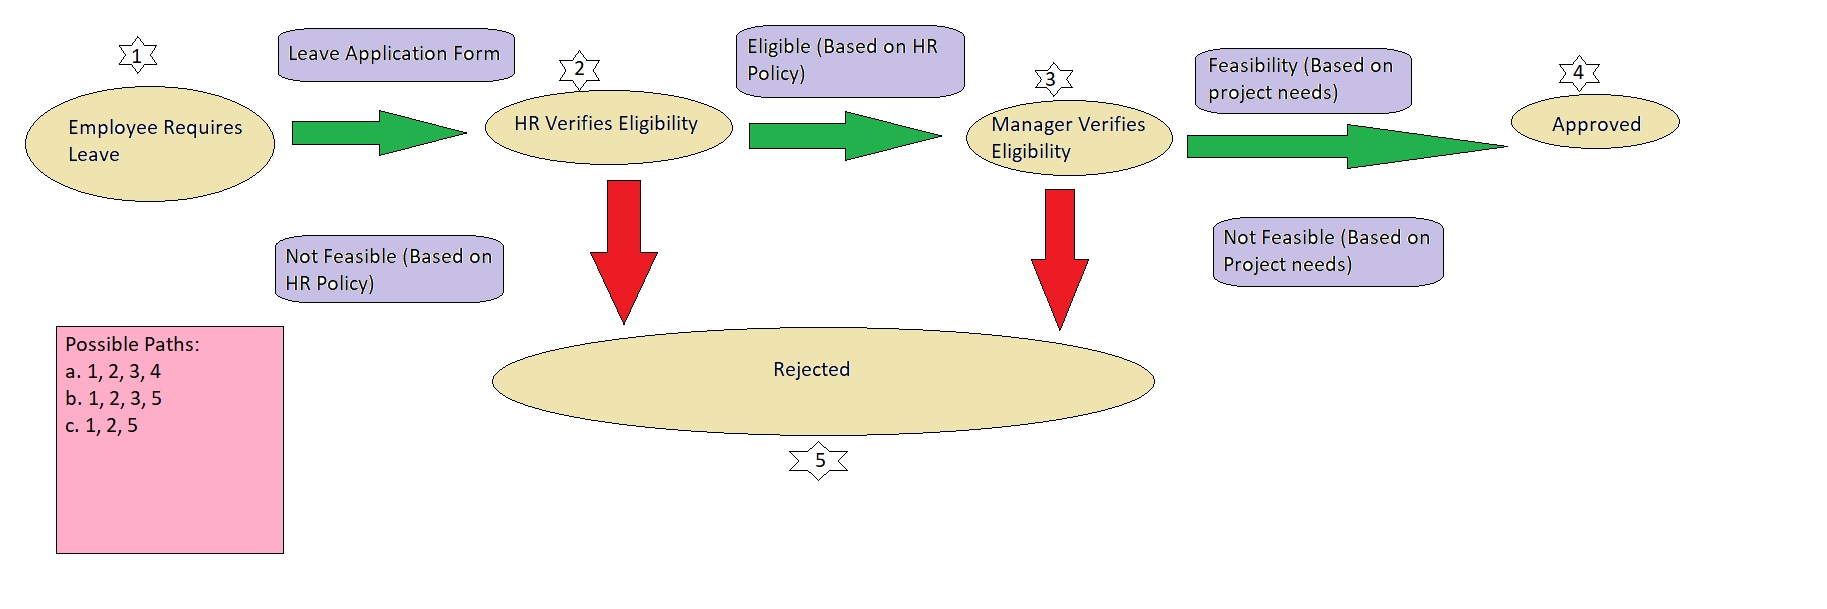 1
Leave Application Form
2
Eligible (Based on HR
Policy)
3
Feasibility (Based on
project needs)
4
Employee Requires
Leave
HR Verifies Eligibility
Manager Verifies
Eligibility
Approved
Not Feasible (Based on
HR Policy)
Not Feasible (Based on
Project needs)
Possible Paths:
a. 1, 2, 3, 4
b. 1, 2, 3, 5
c. 1, 2, 5
Rejected
5